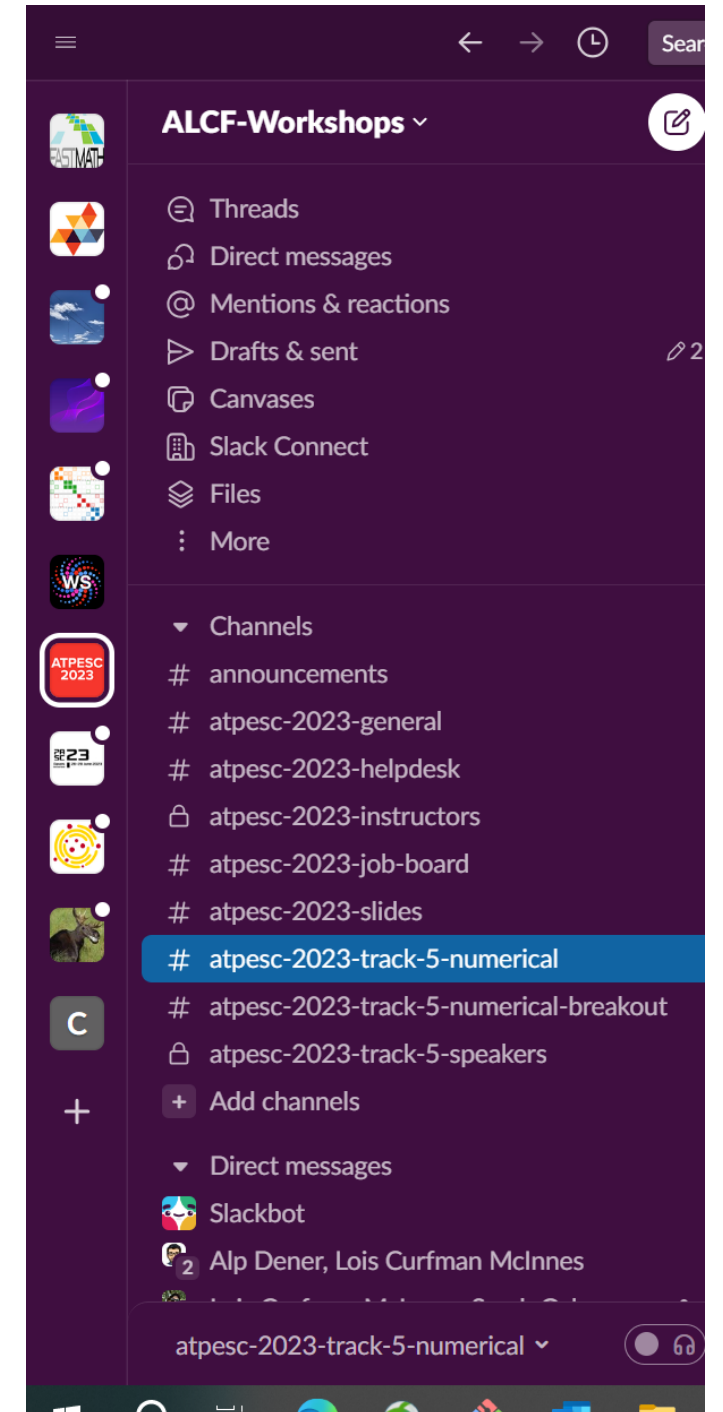 Sear
ALCF-Workshops
FASTMATH
Threads
Direct messages
@ Mentions & reactions
Drafts & sent
2
Canvases
Slack Connect
Files
More
WS
Channels
# announcements
ATPESC
2023
# atpesc-2023-general
23
# atpesc-2023-helpdesk
atpesc-2023-instructors
# atpesc-2023-job-board
# atpesc-2023-slides
# atpesc-2023-track-5-numerical
C
# atpesc-2023-track-5-numerical-breakout
atpesc-2023-track-5-speakers
+
+ Add channels
Direct messages
Slackbot
2
Alp Dener, Lois Curfman McInnes
atpesc-2023-track-5-numerical